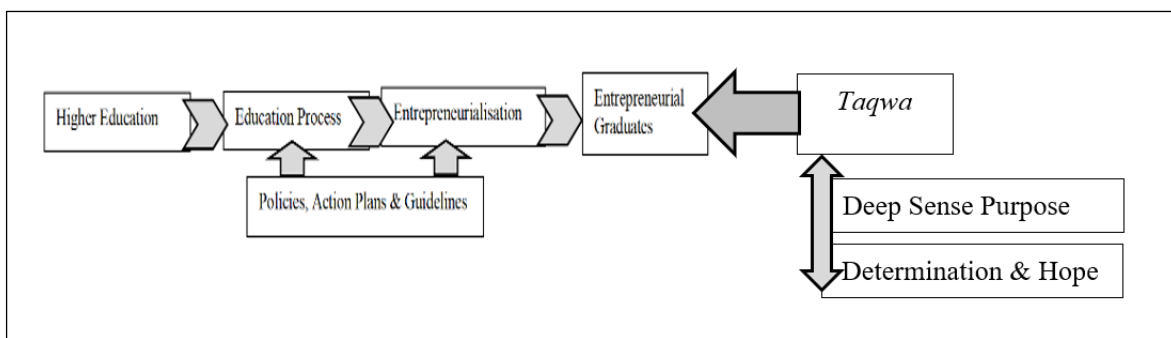 Higher Education
Education Process
Entrepreneurialisation
Entrepreneurial
Graduates
Taqwa
Policies, Action Plans & Guidelines
Deep Sense Purpose
Determination & Hope